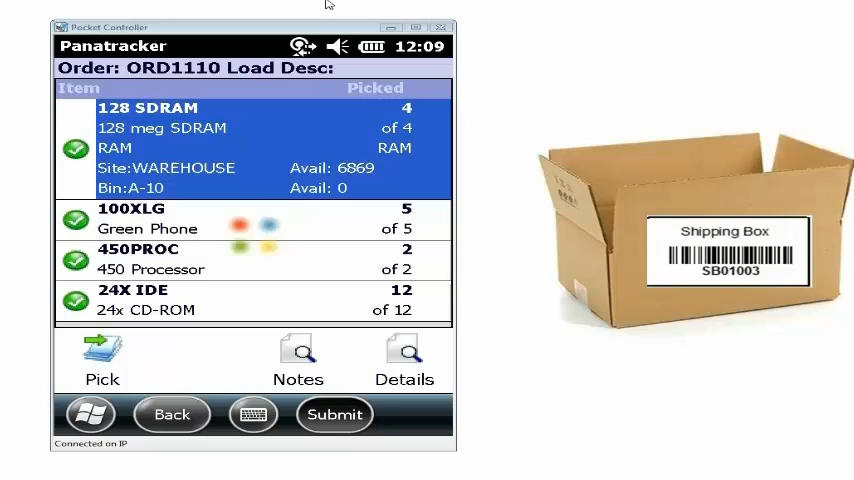 Pocket Controller
Panatracker 12:09
Order: ORD1110 Load Desc:
Item Picked
128 SDRAM 4
128 meg SDRAM of 4
RAM RAM
Site:WAREHOUSE Avail: 6869
Bin:A-10 Avail: 0
100XLG 5
Green Phone of 5
450PROC 2
450 Processor of 2
24X IDE 12
24x CD-ROM of 12
Pick Notes Details
Back Submit
Connected on IP
Shipping Box
SB01003